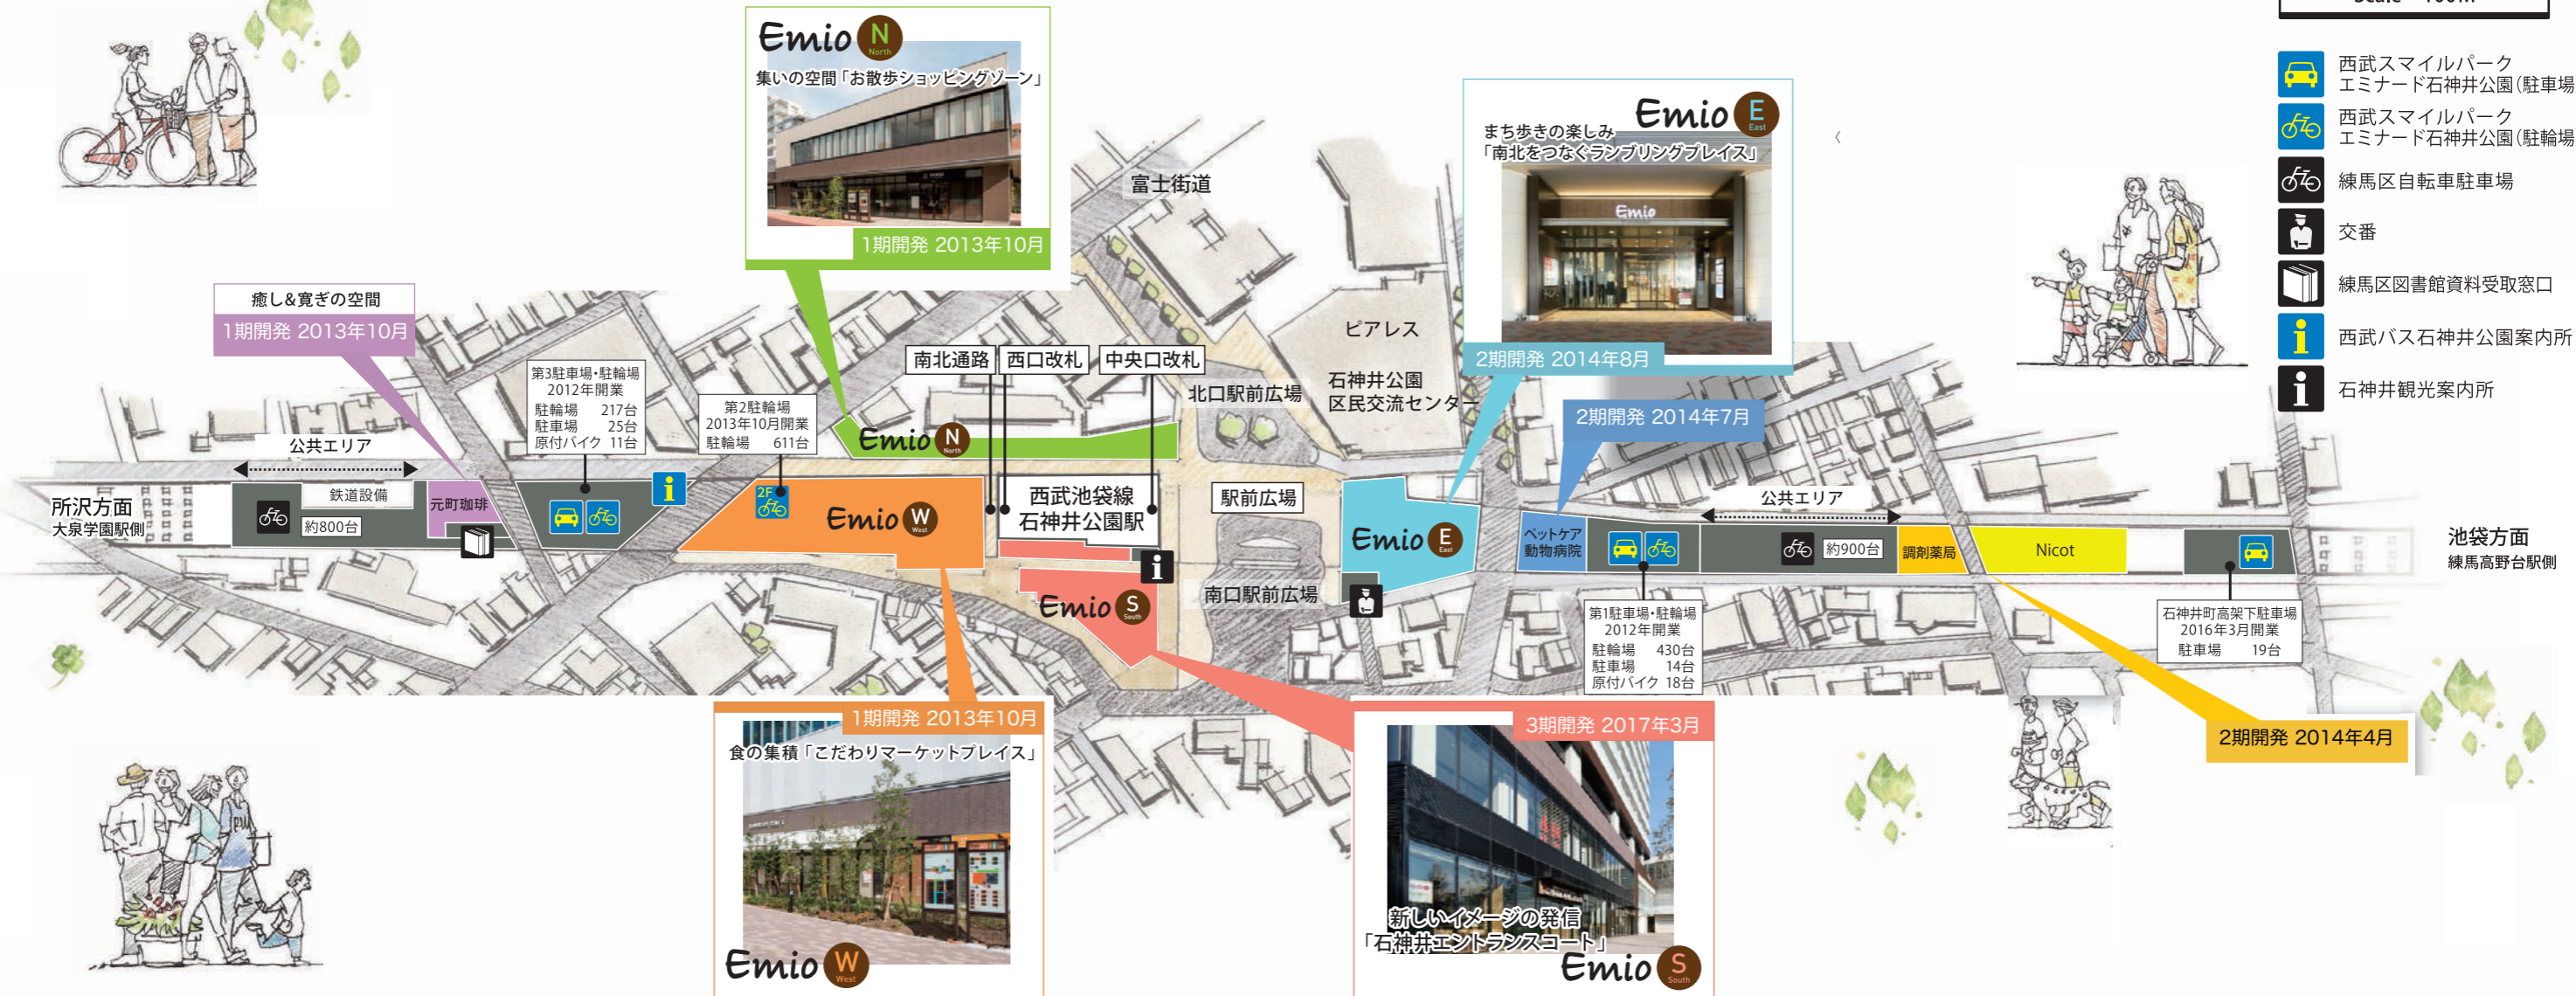 Scale 100M
西武スマイルパーク
エミナード石神井公園(駐車場
西武スマイルパーク
エミナード石神井公園(駐輪場
練馬区自転車駐車場
交番
練馬区図書館資料受取窓口
西武バス石神井公園案内所
石神井観光案内所
Emio N
North
集いの空間「お散歩ショッピングゾーン」
1期開発 2013年10月
Emio E
East
まち歩きの楽しみ
「南北をつなぐランブリングプレイス」
Emio
2期開発 2014年8月
富士街道
ピアレス
石神井公園
区民交流センター
北口駅前広場
癒し&寛ぎの空間
1期開発 2013年10月
第3駐車場・駐輪場
2012年開業
駐輪場 217台
駐車場 25台
原付バイク 11台
第2駐輪場
2013年10月開業
駐輪場 611台
南北通路
西口改札
中央口改札
2期開発 2014年7月
公共エリア
Emio N
North
所沢方面
大泉学園駅側
鉄道設備
約800台
元町珈琲
2F
Emio W
West
西武池袋線
石神井公園駅
駅前広場
Emio E
East
ペットケア
動物病院
公共エリア
約900台
調剤薬局
Nicot
池袋方面
練馬高野台駅側
Emio S
South
南口駅前広場
第1駐車場・駐輪場
2012年開業
駐輪場 430台
駐車場 14台
原付バイク 18台
石神井町高架下駐車場
2016年3月開業
駐車場 19台
1期開発 2013年10月
食の集積「こだわりマーケットプレイス」
Emio W
West
3期開発 2017年3月
新しいイメージの発信
「石神井エントランスコート」
Emio S
South
2期開発 2014年4月